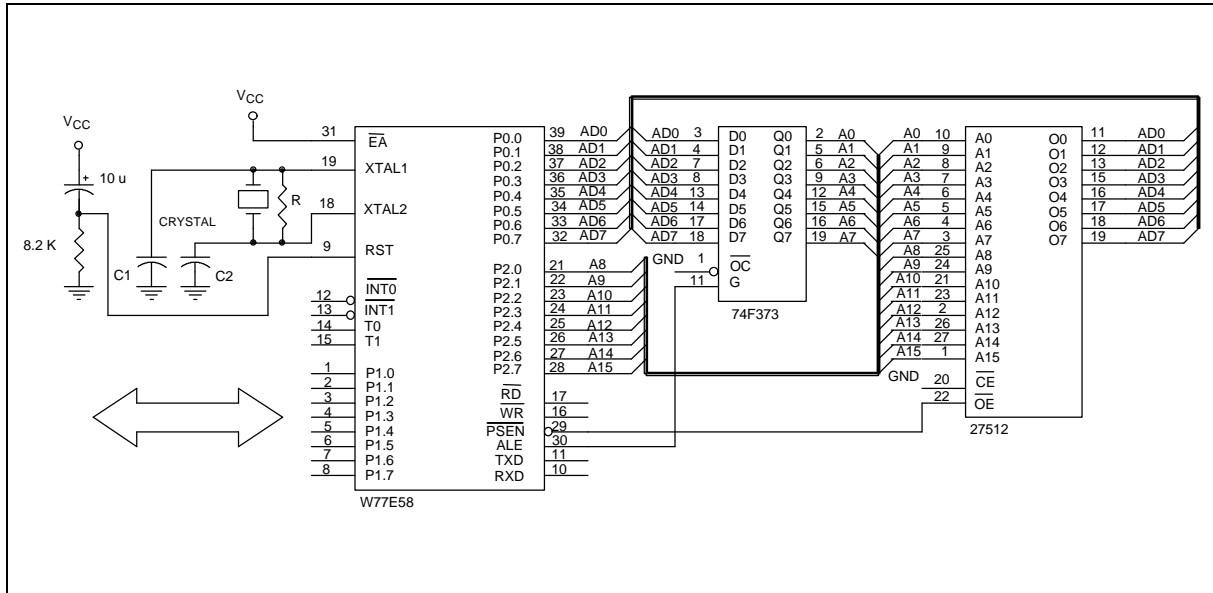 VCC
10 u
8.2 K
VCC
CRYSTAL
R
C1
C2
31 EA
19 XTAL1
18 XTAL2
9 RST
12 INT0
13 INT1
14 T0
15 T1
1 P1.0
2 P1.1
3 P1.2
4 P1.3
5 P1.4
6 P1.5
7 P1.6
8 P1.7
P0.0 39 AD0
P0.1 38 AD1
P0.2 37 AD2
P0.3 36 AD3
P0.4 35 AD4
P0.5 34 AD5
P0.6 33 AD6
P0.7 32 AD7
P2.0 21 A8
P2.1 22 A9
P2.2 23 A10
P2.3 24 A11
P2.4 25 A12
P2.5 26 A13
P2.6 27 A14
P2.7 28 A15
RD 17
WR 16
PSEN 29
ALE 30
TXD 11
RXD 10
W77E58
AD0 3 D0 Q0 2 A0
AD1 4 D1 Q1 5 A1
AD2 7 D2 Q2 6 A2
AD3 8 D3 Q3 9 A3
AD4 13 D4 Q4 12 A4
AD5 14 D5 Q5 15 A5
AD6 17 D6 Q6 16 A6
AD7 18 D7 Q7 19 A7
GND 1 OC
11 G
74F373
A0 10 A0 O0 11 AD0
A1 9 A1 O1 12 AD1
A2 8 A2 O2 13 AD2
A3 7 A3 O3 15 AD3
A4 6 A4 O4 16 AD4
A5 5 A5 O5 17 AD5
A6 4 A6 O6 18 AD6
A7 3 A7 O7 19 AD7
A8 25 A8
A9 24 A9
A10 21 A10
A11 23 A11
A12 2 A12
A13 26 A13
A14 27 A14
A15 1 A15
GND 20 CE
22 OE
27512